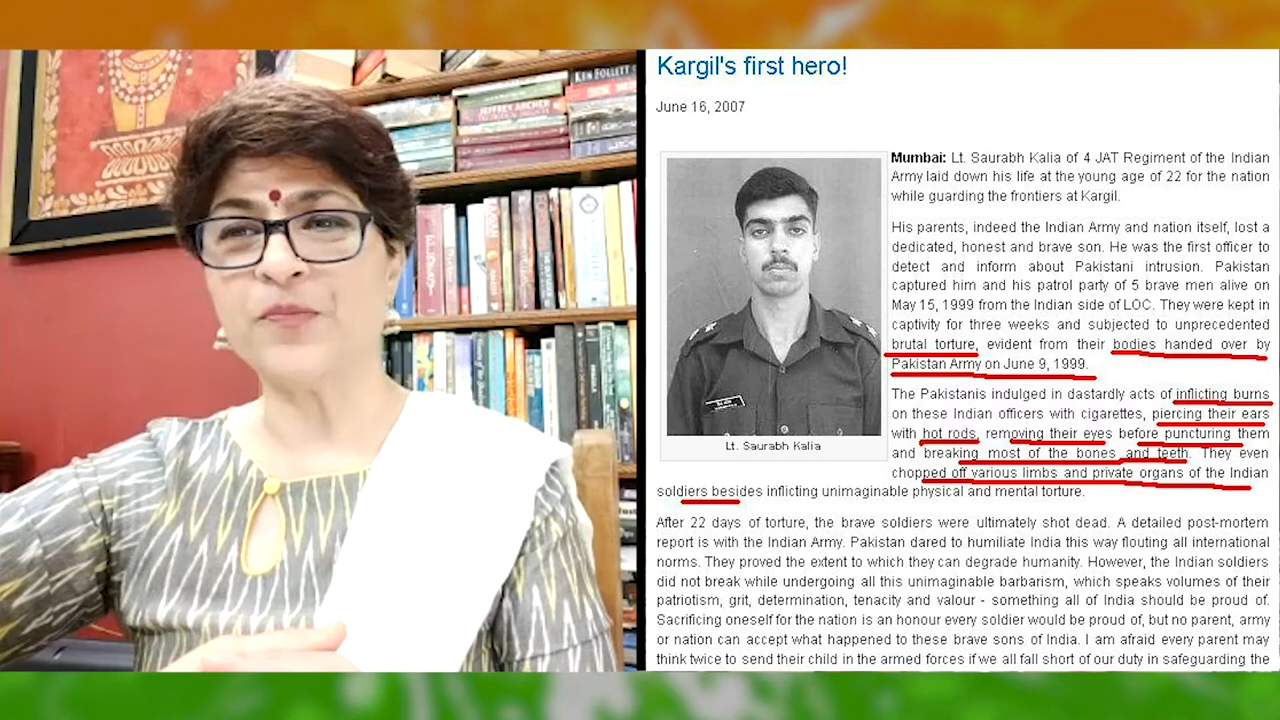 KEN FOLLETT
JEFFREY ARCHER
Kargil's first hero!
June 16, 2007
Mumbai: Lt. Saurabh Kalia of 4 JAT Regiment of the Indian
Army laid down his life at the young age of 22 for the nation
while guarding the frontiers at Kargil.
His parents, indeed the Indian Army and nation itself, lost a
dedicated, honest and brave son. He was the first officer to
detect and inform about Pakistani intrusion. Pakistan
captured him and his patrol party of 5 brave men alive on
May 15, 1999 from the Indian side of LOC. They were kept in
captivity for three weeks and subjected to unprecedented
brutal torture, evident from their bodies handed over by
Pakistan Army on June 9, 1999.
The Pakistanis indulged in dastardly acts of inflicting burns
on these Indian officers with cigarettes, piercing their ears
with hot rods, removing their eyes before puncturing them
and breaking most of the bones and teeth. They even
chopped off various limbs and private organs of the Indian
soldiers besides inflicting unimaginable physical and mental torture.
Lt. Saurabh Kalia
After 22 days of torture, the brave soldiers were ultimately shot dead. A detailed post-mortem
report is with the Indian Army. Pakistan dared to humiliate India this way flouting all international
norms. They proved the extent to which they can degrade humanity. However, the Indian soldiers
did not break while undergoing all this unimaginable barbarism, which speaks volumes of their
patriotism, grit, determination, tenacity and valour - something all of India should be proud of.
Sacrificing oneself for the nation is an honour every soldier would be proud of, but no parent, army
or nation can accept what happened to these brave sons of India. I am afraid every parent may
think twice to send their child in the armed forces if we all fall short of our duty in safeguarding the